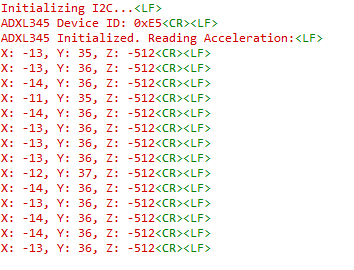 Initializing I2C...<LF>
ADXL345 Device ID: 0xE5<CR><LF>
ADXL345 Initialized. Reading Acceleration:<LF>
X: -13, Y: 35, Z: -512<CR><LF>
X: -13, Y: 36, Z: -512<CR><LF>
X: -14, Y: 36, Z: -512<CR><LF>
X: -11, Y: 35, Z: -512<CR><LF>
X: -14, Y: 36, Z: -512<CR><LF>
X: -13, Y: 36, Z: -512<CR><LF>
X: -13, Y: 36, Z: -512<CR><LF>
X: -13, Y: 36, Z: -512<CR><LF>
X: -12, Y: 37, Z: -512<CR><LF>
X: -14, Y: 36, Z: -512<CR><LF>
X: -13, Y: 36, Z: -512<CR><LF>
X: -14, Y: 36, Z: -512<CR><LF>
X: -14, Y: 36, Z: -512<CR><LF>
X: -13, Y: 36, Z: -512<CR><LF>